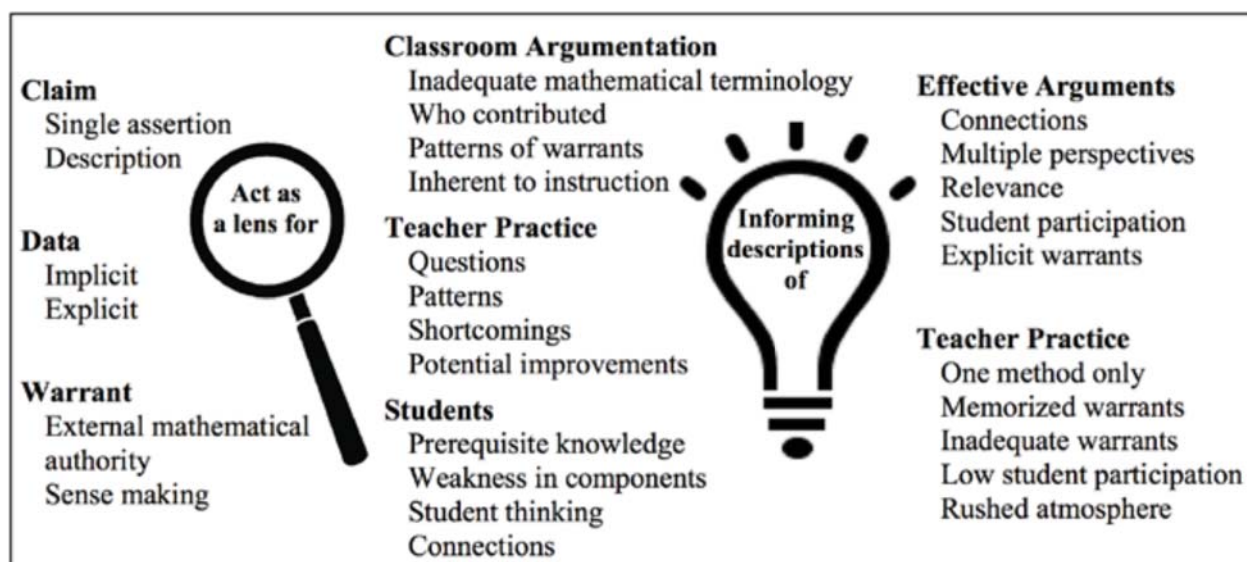 Claim
Single assertion
Description
Data
Implicit
Explicit
Warrant
External mathematical
authority
Sense making
Act as
a lens for
Classroom Argumentation
Inadequate mathematical terminology
Who contributed
Patterns of warrants
Inherent to instruction
Teacher Practice
Questions
Patterns
Shortcomings
Potential improvements
Students
Prerequisite knowledge
Weakness in components
Student thinking
Connections
Informing
descriptions
of
Effective Arguments
Connections
Multiple perspectives
Relevance
Student participation
Explicit warrants
Teacher Practice
One method only
Memorized warrants
Inadequate warrants
Low student participation
Rushed atmosphere